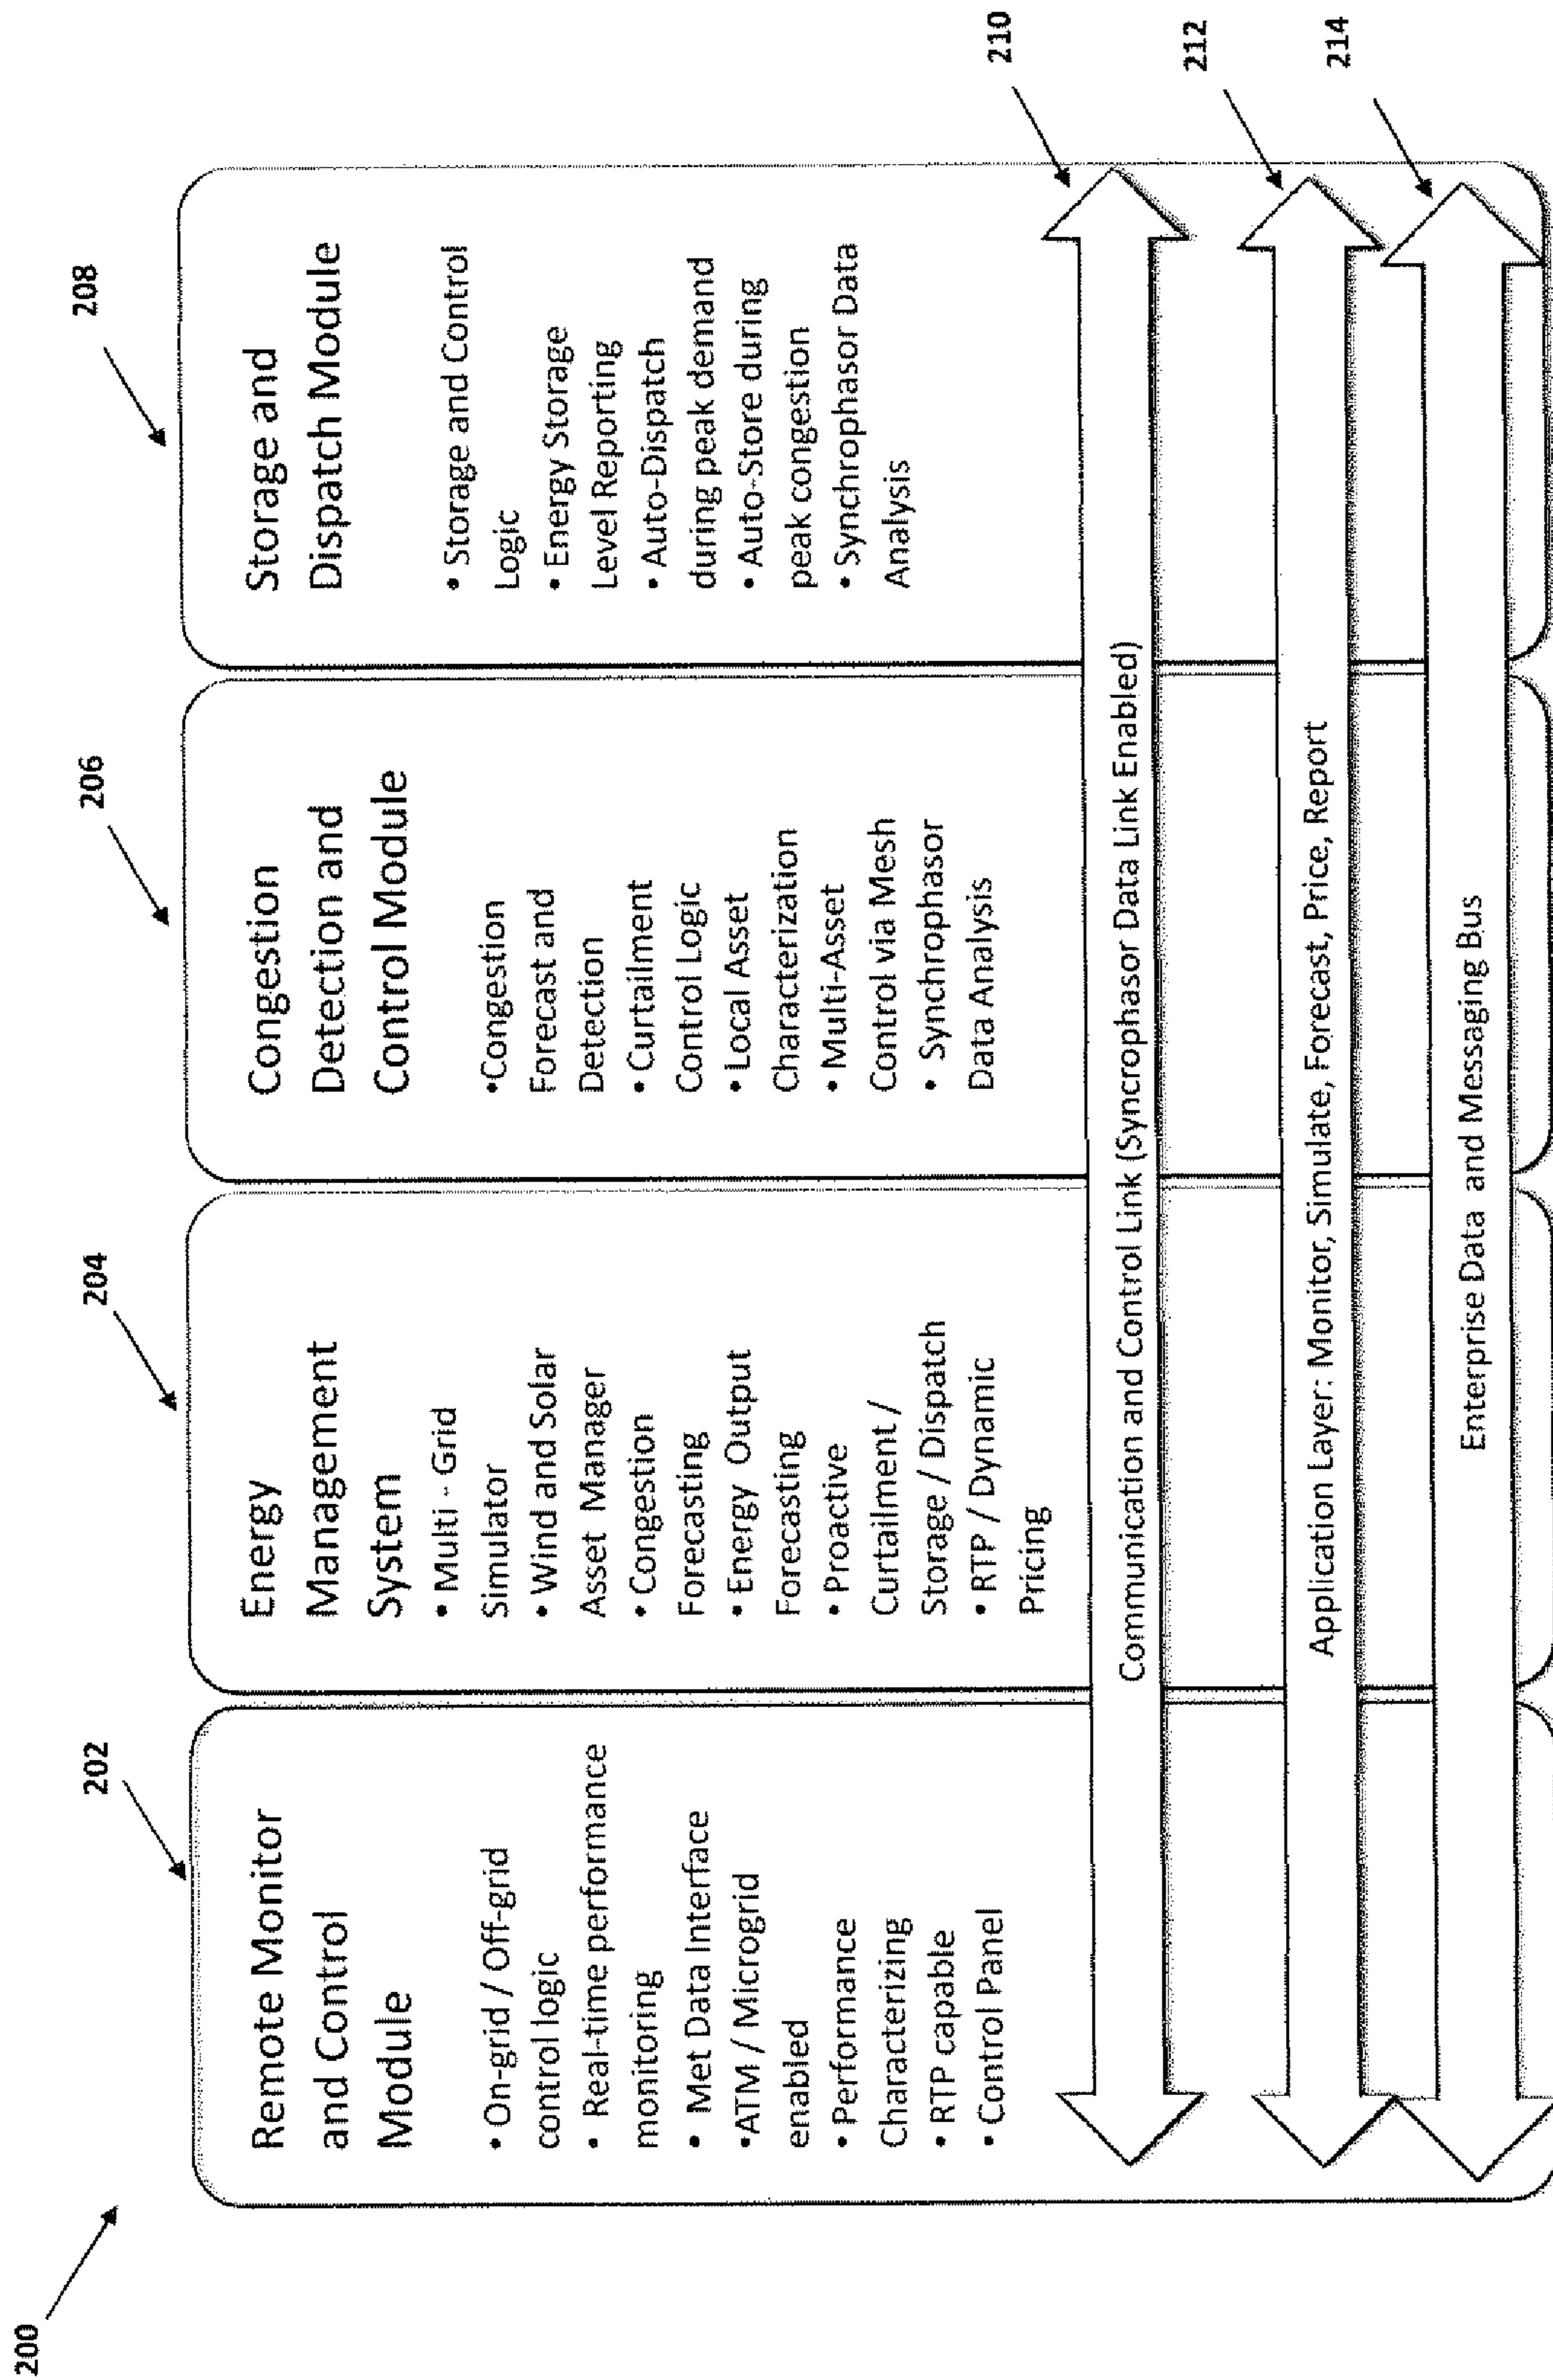 200
202
Remote Monitor
and Control
Module
• On-grid / Off-grid
control logic
• Real-time performance
monitoring
• Met Data Interface
•ATM / Microgrid
enabled
• Performance
Characterizing
• RTP capable
• Control Panel
204
Energy
Management
System
• Multi - Grid
Simulator
• Wind and Solar
Asset Manager
• Congestion
Forecasting
• Energy Output
Forecasting
• Proactive
Curtailment /
Storage / Dispatch
• RTP / Dynamic
Pricing
206
Congestion
Detection and
Control Module
•Congestion
Forecast and
Detection
• Curtailment
Control Logic
• Local Asset
Characterization
• Multi-Asset
Control via Mesh
• Synchrophasor
Data Analysis
208
Storage and
Dispatch Module
• Storage and Control
Logic
• Energy Storage
Level Reporting
• Auto-Dispatch
during peak demand
• Auto-Store during
peak congestion
• Synchrophasor Data
Analysis
210
Communication and Control Link (Syncrophasor Data Link Enabled)
212
Application Layer: Monitor, Simulate, Forecast, Price, Report
214
Enterprise Data and Messaging Bus